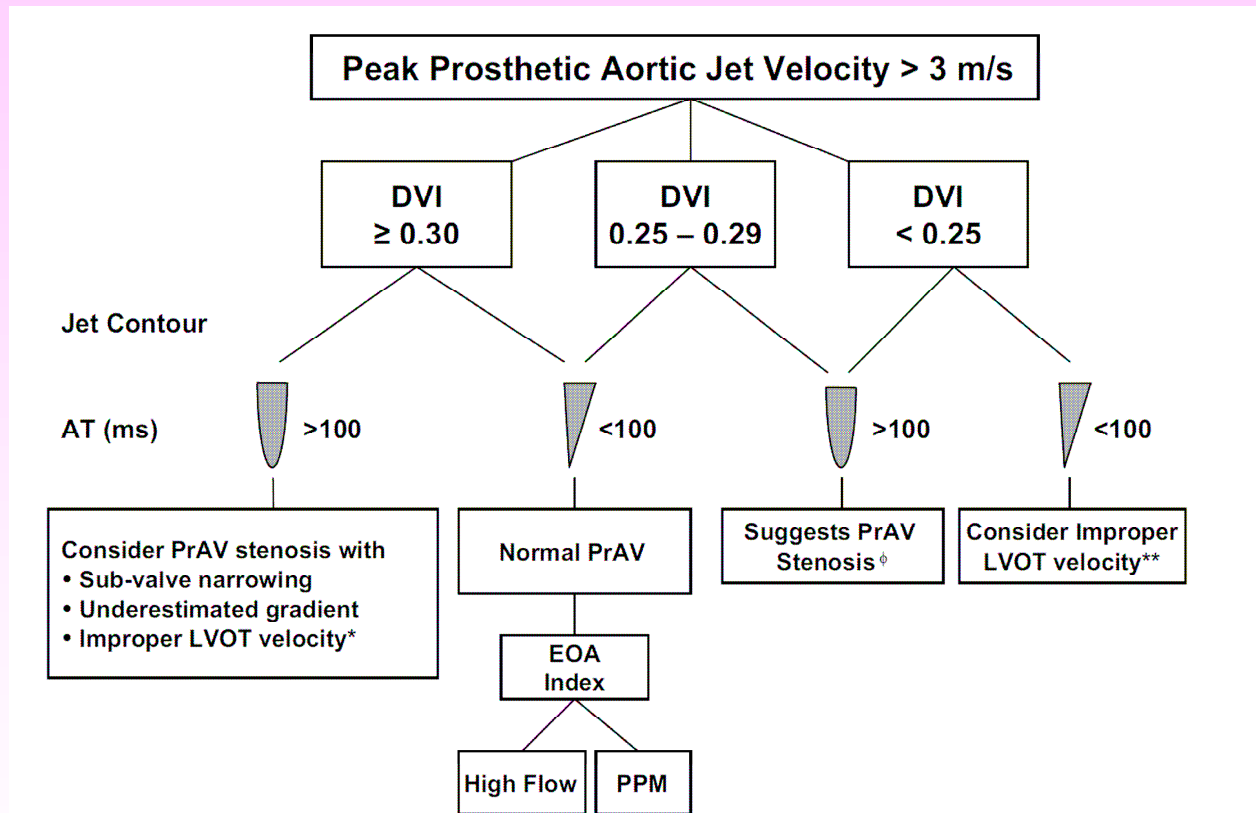 Peak Prosthetic Aortic Jet Velocity > 3 m/s
DVI
≥ 0.30
DVI
0.25 – 0.29
DVI
< 0.25
Jet Contour
AT (ms)
>100
<100
>100
<100
Consider PrAV stenosis with
• Sub-valve narrowing
• Underestimated gradient
• Improper LVOT velocity*
Normal PrAV
Suggests PrAV
Stenosis ϕ
Consider Improper
LVOT velocity**
EOA
Index
High Flow
PPM